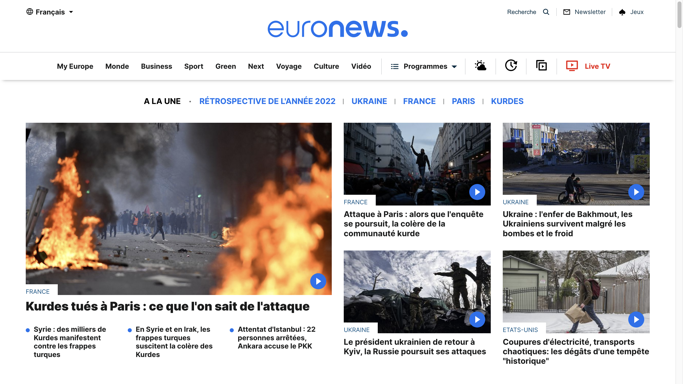 Français
Recherche
Newsletter
Jeux
euronews.
My Europe
Monde
Business
Sport
Green
Next
Voyage
Culture
Vidéo
Programmes
Live TV
A LA UNE • RÉTROSPECTIVE DE L'ANNÉE 2022 | UKRAINE | FRANCE | PARIS | KURDES
FRANCE
Kurdes tués à Paris : ce que l'on sait de l'attaque
Syrie : des milliers de
Kurdes manifestent
contre les frappes
turques
En Syrie et en Irak, les
frappes turques
suscitent la colère des
Kurdes
Attentat d'Istanbul : 22
personnes arrêtées,
Ankara accuse le PKK
FRANCE
Attaque à Paris : alors que l'enquête
se poursuit, la colère de la
communauté kurde
UKRAINE
Ukraine : l'enfer de Bakhmout, les
Ukrainiens survivent malgré les
bombes et le froid
UKRAINE
Le président ukrainien de retour à
Kyiv, la Russie poursuit ses attaques
ETATS-UNIS
Coupures d'électricité, transports
chaotiques: les dégâts d'une tempête
"historique"